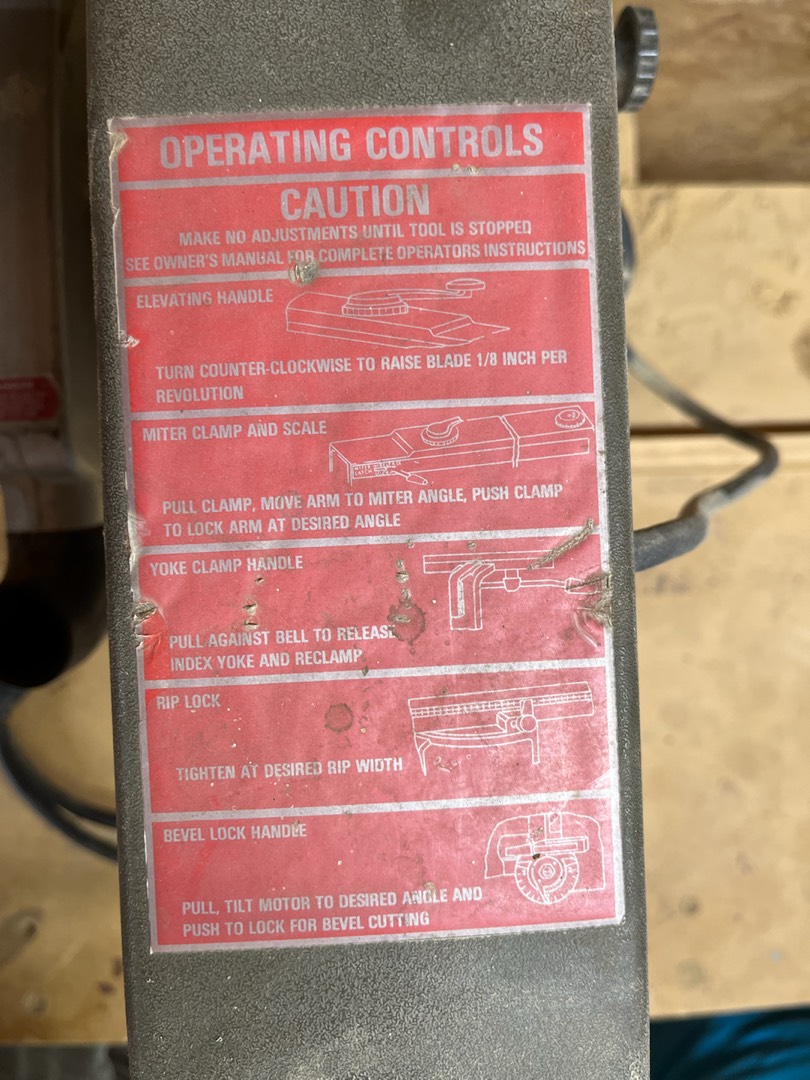 OPERATING CONTROLS
CAUTION
MAKE NO ADJUSTMENTS UNTIL TOOL IS STOPPED
SEE OWNER'S MANUAL FOR COMPLETE OPERATORS INSTRUCTIONS
ELEVATING HANDLE
TURN COUNTER-CLOCKWISE TO RAISE BLADE 1/8 INCH PER
REVOLUTION
MITER CLAMP AND SCALE
PULL CLAMP, MOVE ARM TO MITER ANGLE, PUSH CLAMP
TO LOCK ARM AT DESIRED ANGLE
YOKE CLAMP HANDLE
PULL AGAINST BELL TO RELEASE
INDEX YOKE AND RECLAMP
RIP LOCK
TIGHTEN AT DESIRED RIP WIDTH
BEVEL LOCK HANDLE
PULL, TILT MOTOR TO DESIRED ANGLE AND
PUSH TO LOCK FOR BEVEL CUTTING